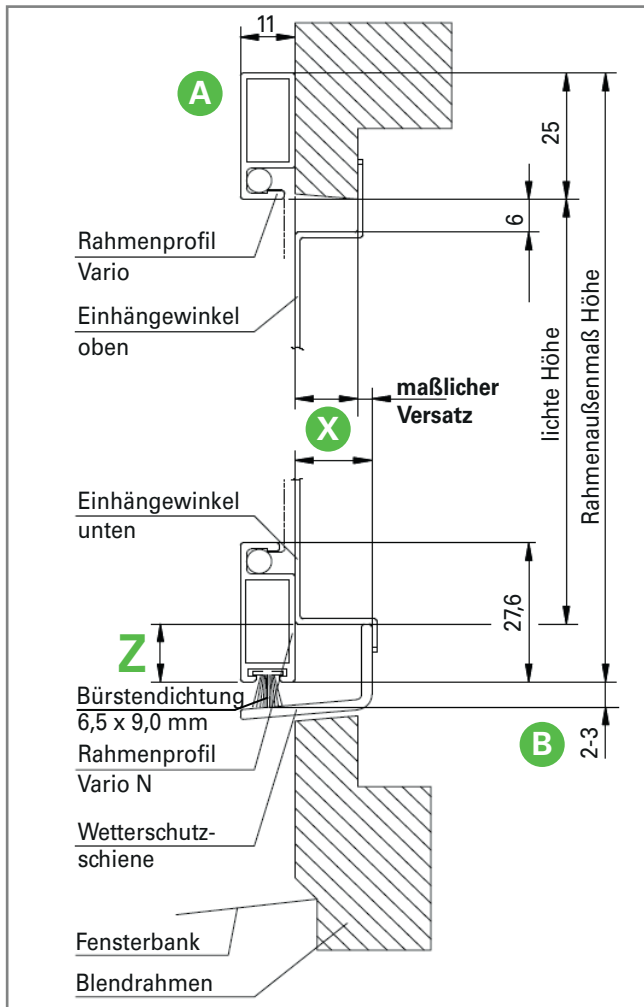 11
A
25
6
Rahmenprofil
Vario
Einhängewinkel
oben
lichte Höhe
Rahmenaußenmaß Höhe
maßlicher
Versatz
X
Einhängewinkel
unten
27,6
Z
Bürstendichtung
6,5 x 9,0 mm
B
2-3
Rahmenprofil
Vario N
Wetterschutz-
schiene
Fensterbank
Blendrahmen